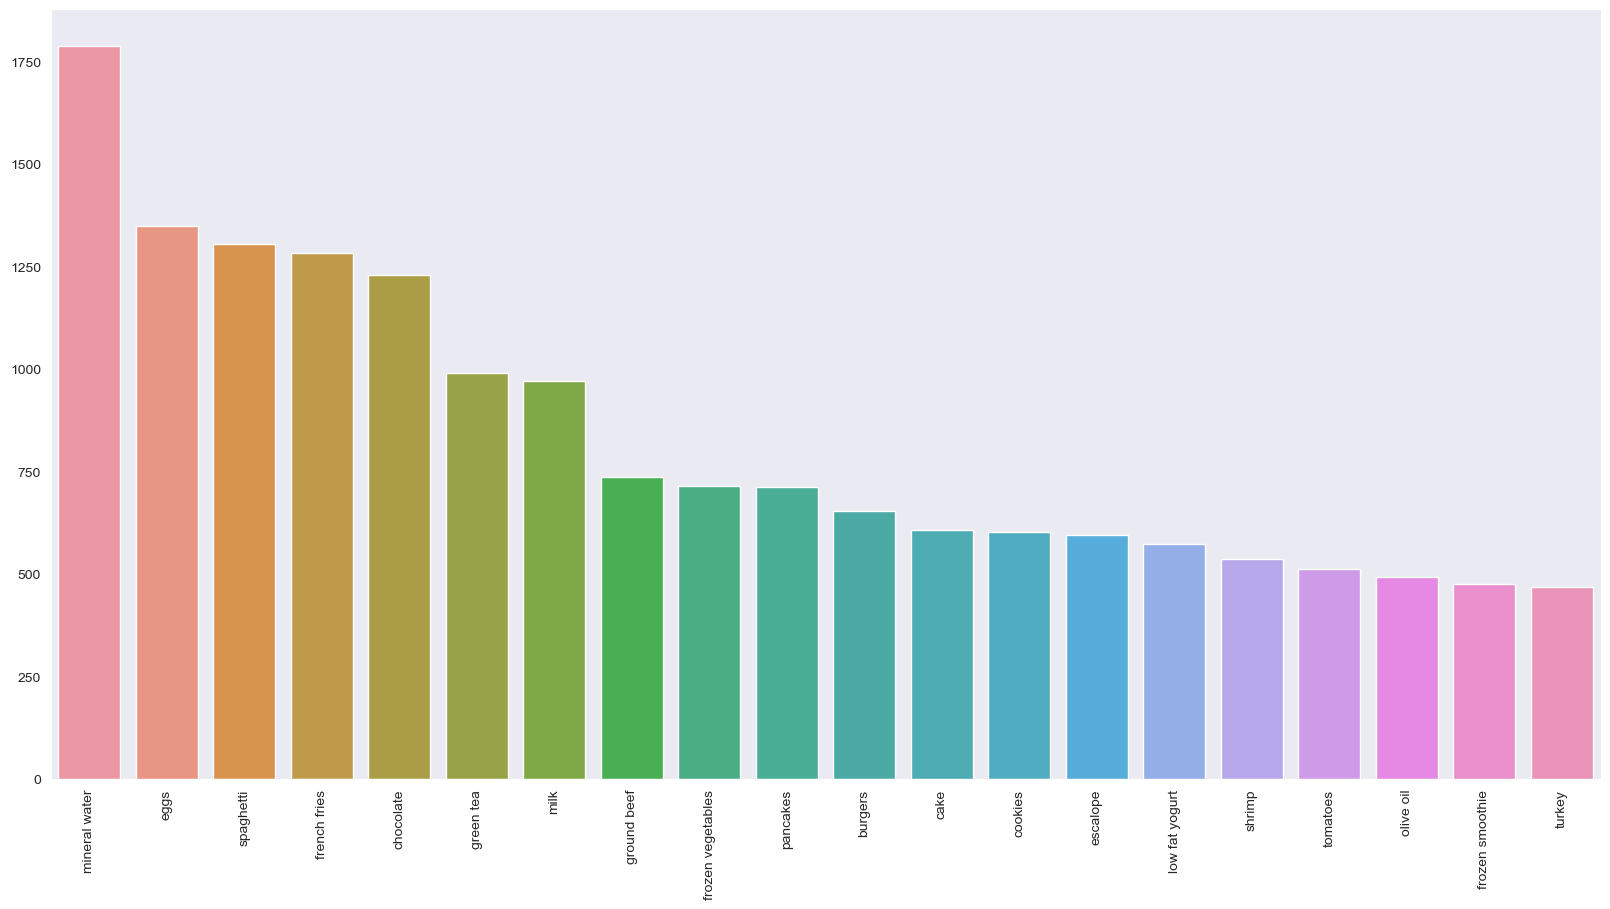 1750
1500
1250
1000
750
500
250
0
mineral water
eggs
spaghetti
french fries
chocolate
green tea
milk
ground beef
frozen vegetables
pancakes
burgers
cake
cookies
escalope
low fat yogurt
shrimp
tomatoes
olive oil
frozen smoothie
turkey